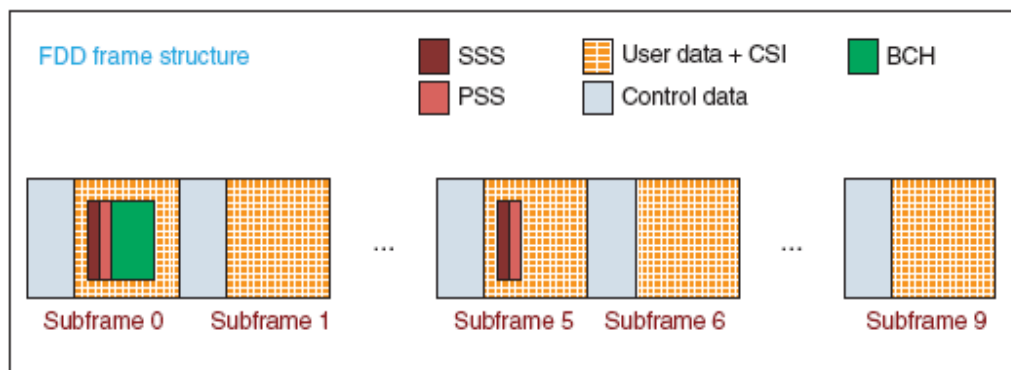 FDD frame structure
SSS
User data + CSI
BCH
PSS
Control data
...
...
Subframe 0
Subframe 1
Subframe 5
Subframe 6
Subframe 9